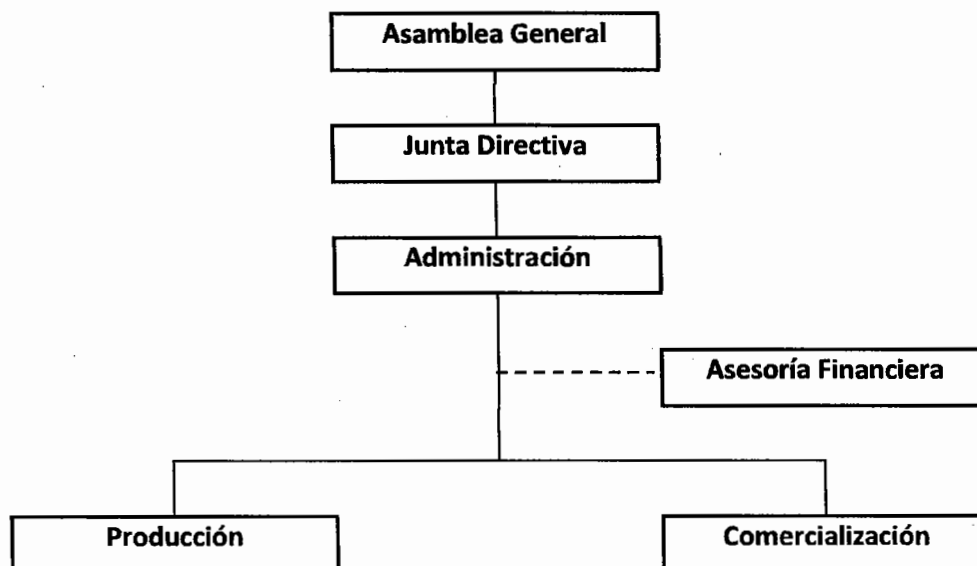 Asamblea General
Junta Directiva
Administración
Asesoría Financiera
Producción
Comercialización